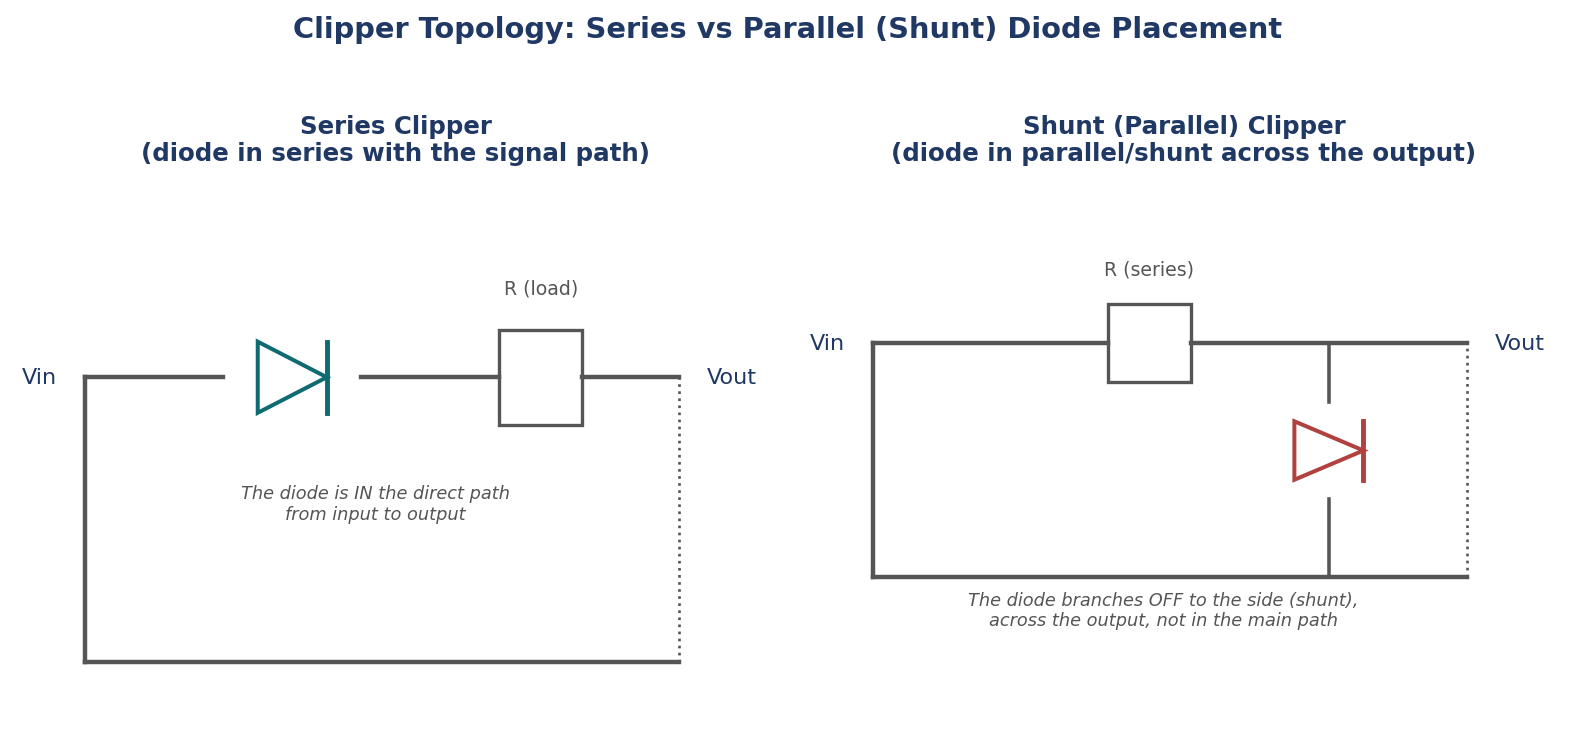 Clipper Topology: Series vs Parallel (Shunt) Diode Placement
Series Clipper
(diode in series with the signal path)
R (load)
Vin
Vout
The diode is IN the direct path
from input to output
Shunt (Parallel) Clipper
(diode in parallel/shunt across the output)
R (series)
Vin
Vout
The diode branches OFF to the side (shunt),
across the output, not in the main path